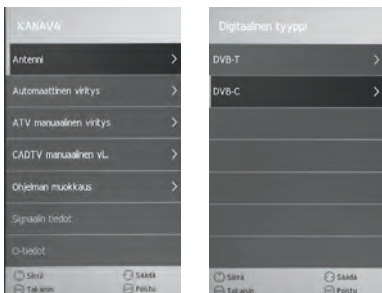 KANAVA
Antenni
Automaattinen viritys
ATV manuaalinen viritys
CADTV manuaalinen vi...
Ohjelman muokkaus
Signaalin tiedot
CI-tiedot
Siirrä
Säädä
Takaisin
Poistu
Digitaalinen tyyppi
DVB-T
DVB-C
Siirrä
Säädä
Takaisin
Poistu